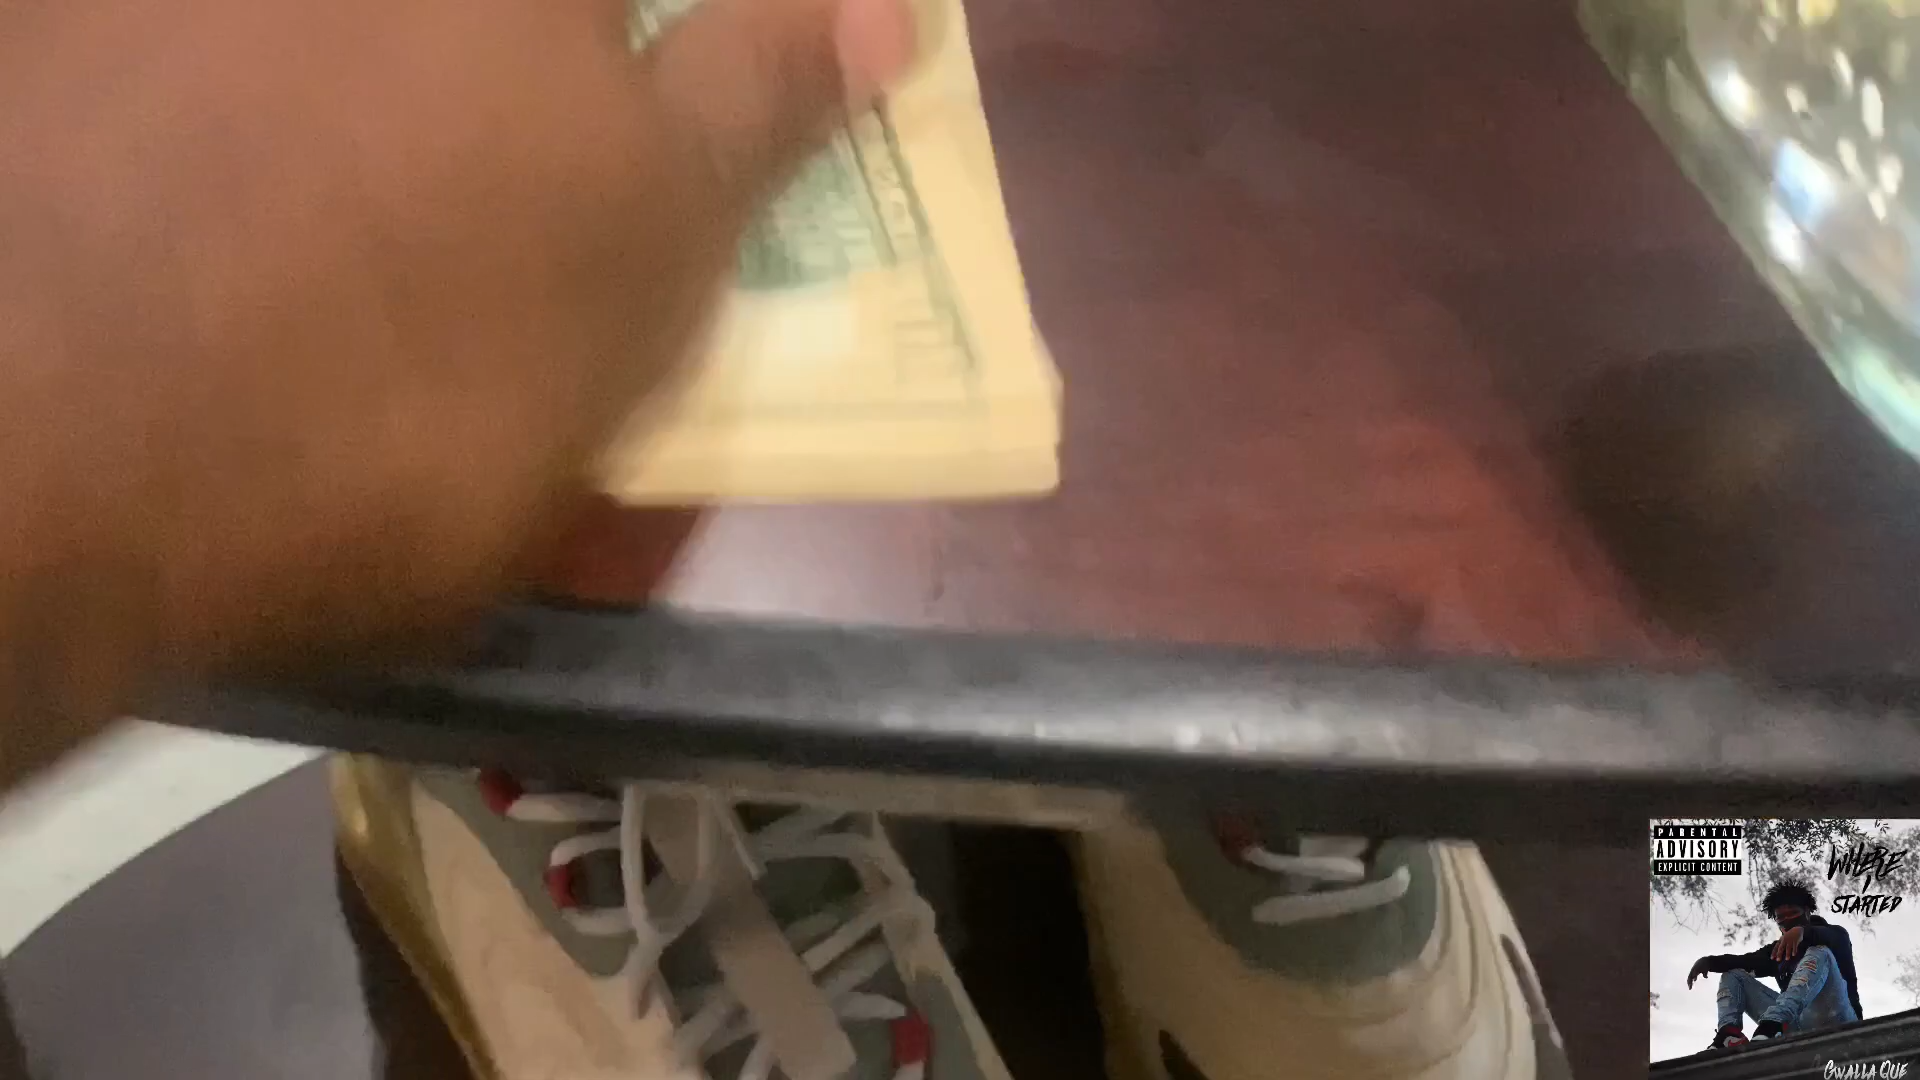 PARENTAL
ADVISORY
EXPLICIT CONTENT
WHERE
I
STARTED
GWALLA QUE